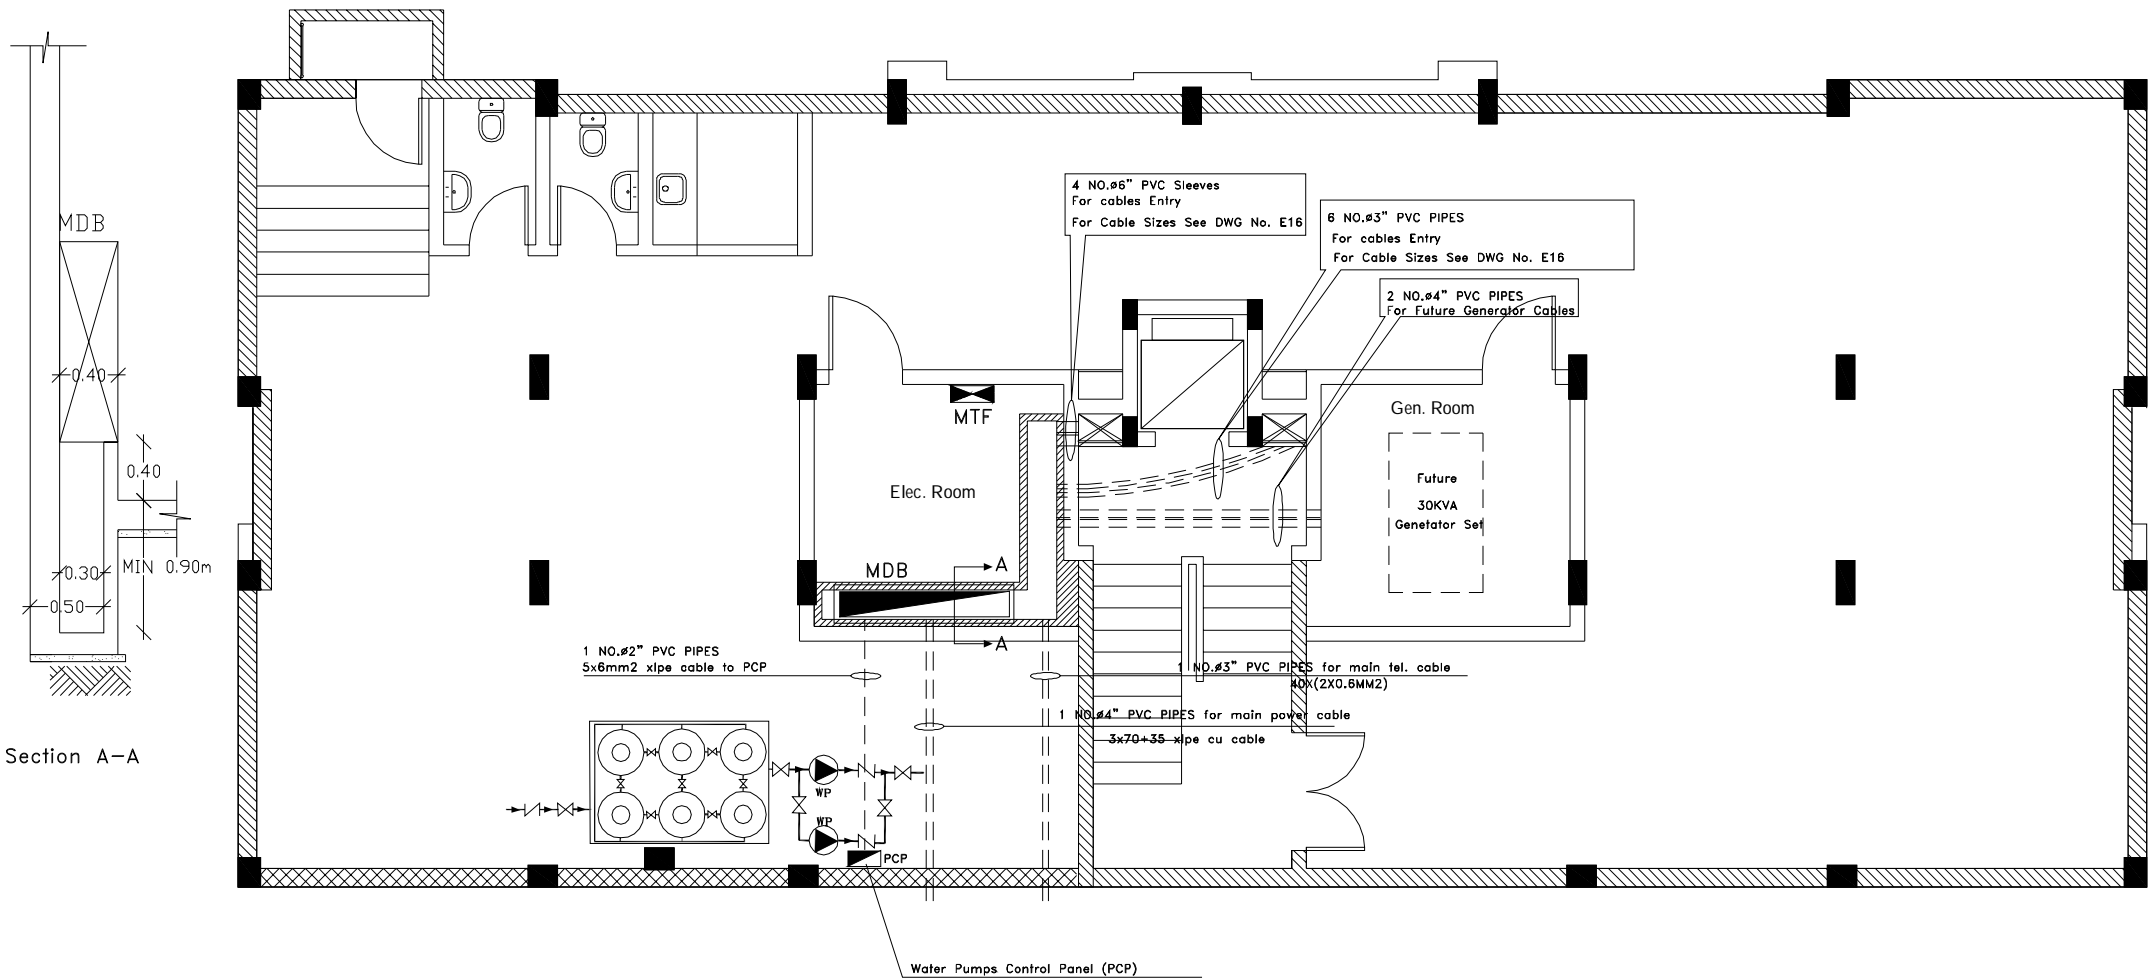 4 NO.ø6" PVC Sleeves
For cables Entry
For Cable Sizes See DWG No. E16
6 NO.ø3" PVC PIPES
For cables Entry
For Cable Sizes See DWG No. E16
2 NO.ø4" PVC PIPES
For Future Generator Cables
MDB
0.40
0.40
MIN 0.90m
0.30
0.50
Section A-A
MTF
Elec. Room
Gen. Room
Future
30KVA
Genetator Set
MDB
A
A
1 NO.ø2" PVC PIPES
5x6mm2 xlpe cable to PCP
1 NO.ø3" PVC PIPES for main tel. cable
40X(2X0.6MM2)
1 NO.ø4" PVC PIPES for main power cable
3x70+35 xlpe cu cable
WP
WP
PCP
Water Pumps Control Panel (PCP)